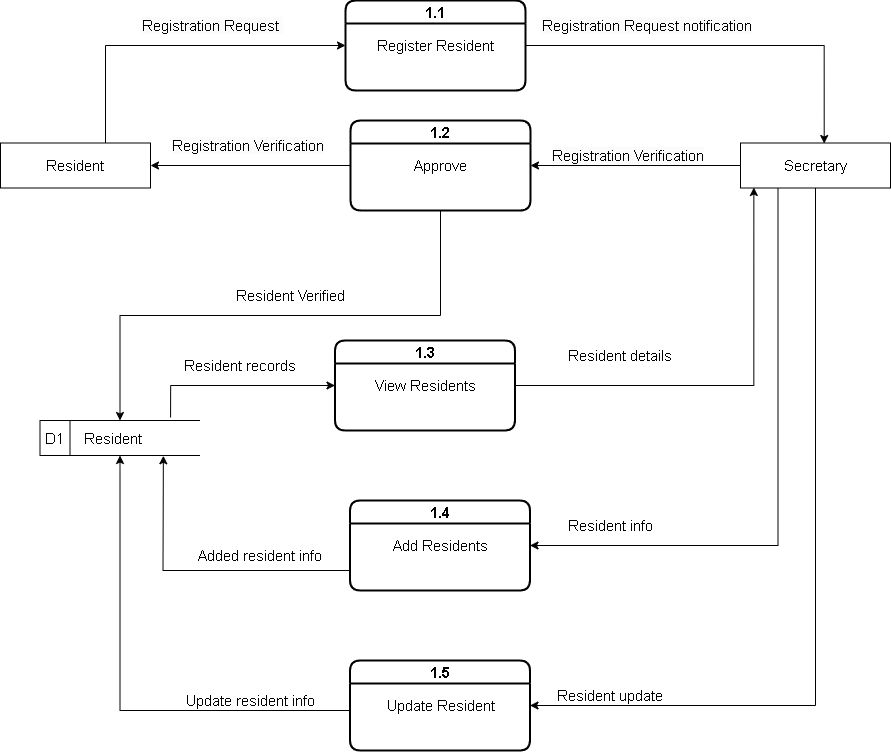 1.1
Registration Request
Register Resident
Registration Request notification
1.2
Resident
Registration Verification
Approve
Registration Verification
Secretary
Resident Verified
1.3
Resident records
View Residents
Resident details
D1
Resident
1.4
Added resident info
Add Residents
Resident info
1.5
Update resident info
Update Resident
Resident update